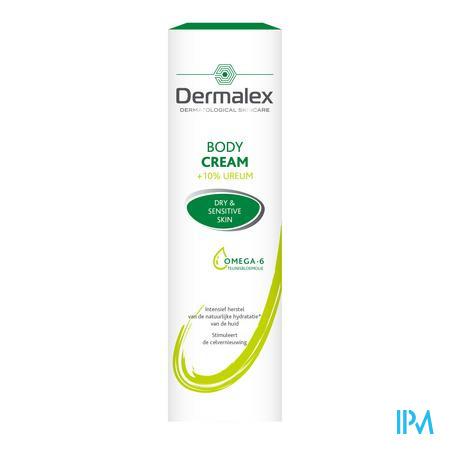 Dermalex
DERMATOLOGICAL SKINCARE
BODY
CREAM
+10% UREUM
DRY &
SENSITIVE
SKIN
OMEGA-6
TEUNISBLOEMOLIE
Intensief herstel
van de natuurlijke hydratatie*
van de huid
Stimuleert
de celvernieuwing
IPM